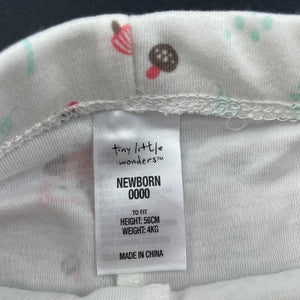 tiny little
wonders™
NEWBORN
0000
TO FIT
HEIGHT: 56CM
WEIGHT: 4KG
MADE IN CHINA